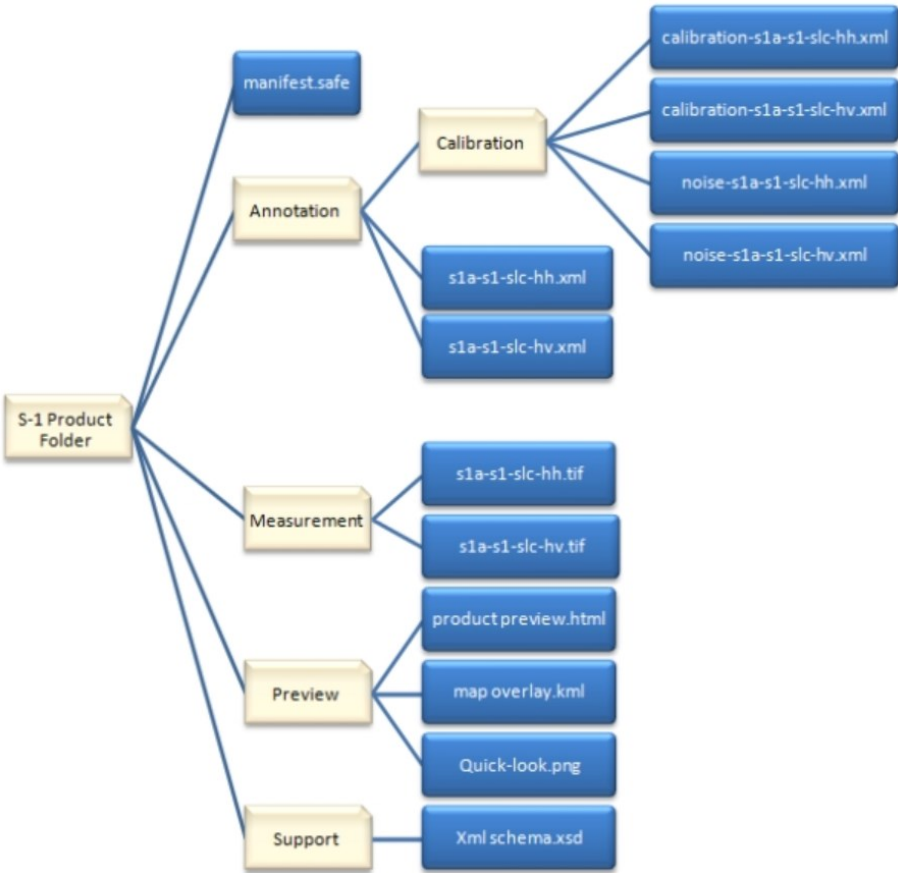 manifest.safe
Annotation
Calibration
calibration-s1a-s1-slc-hh.xml
calibration-s1a-s1-slc-hv.xml
noise-s1a-s1-slc-hh.xml
noise-s1a-s1-slc-hv.xml
s1a-s1-slc-hh.xml
s1a-s1-slc-hv.xml
S-1 Product
Folder
Measurement
s1a-s1-slc-hh.tif
s1a-s1-slc-hv.tif
Preview
product preview.html
map overlay.kml
Quick-look.png
Support
Xml schema.xsd